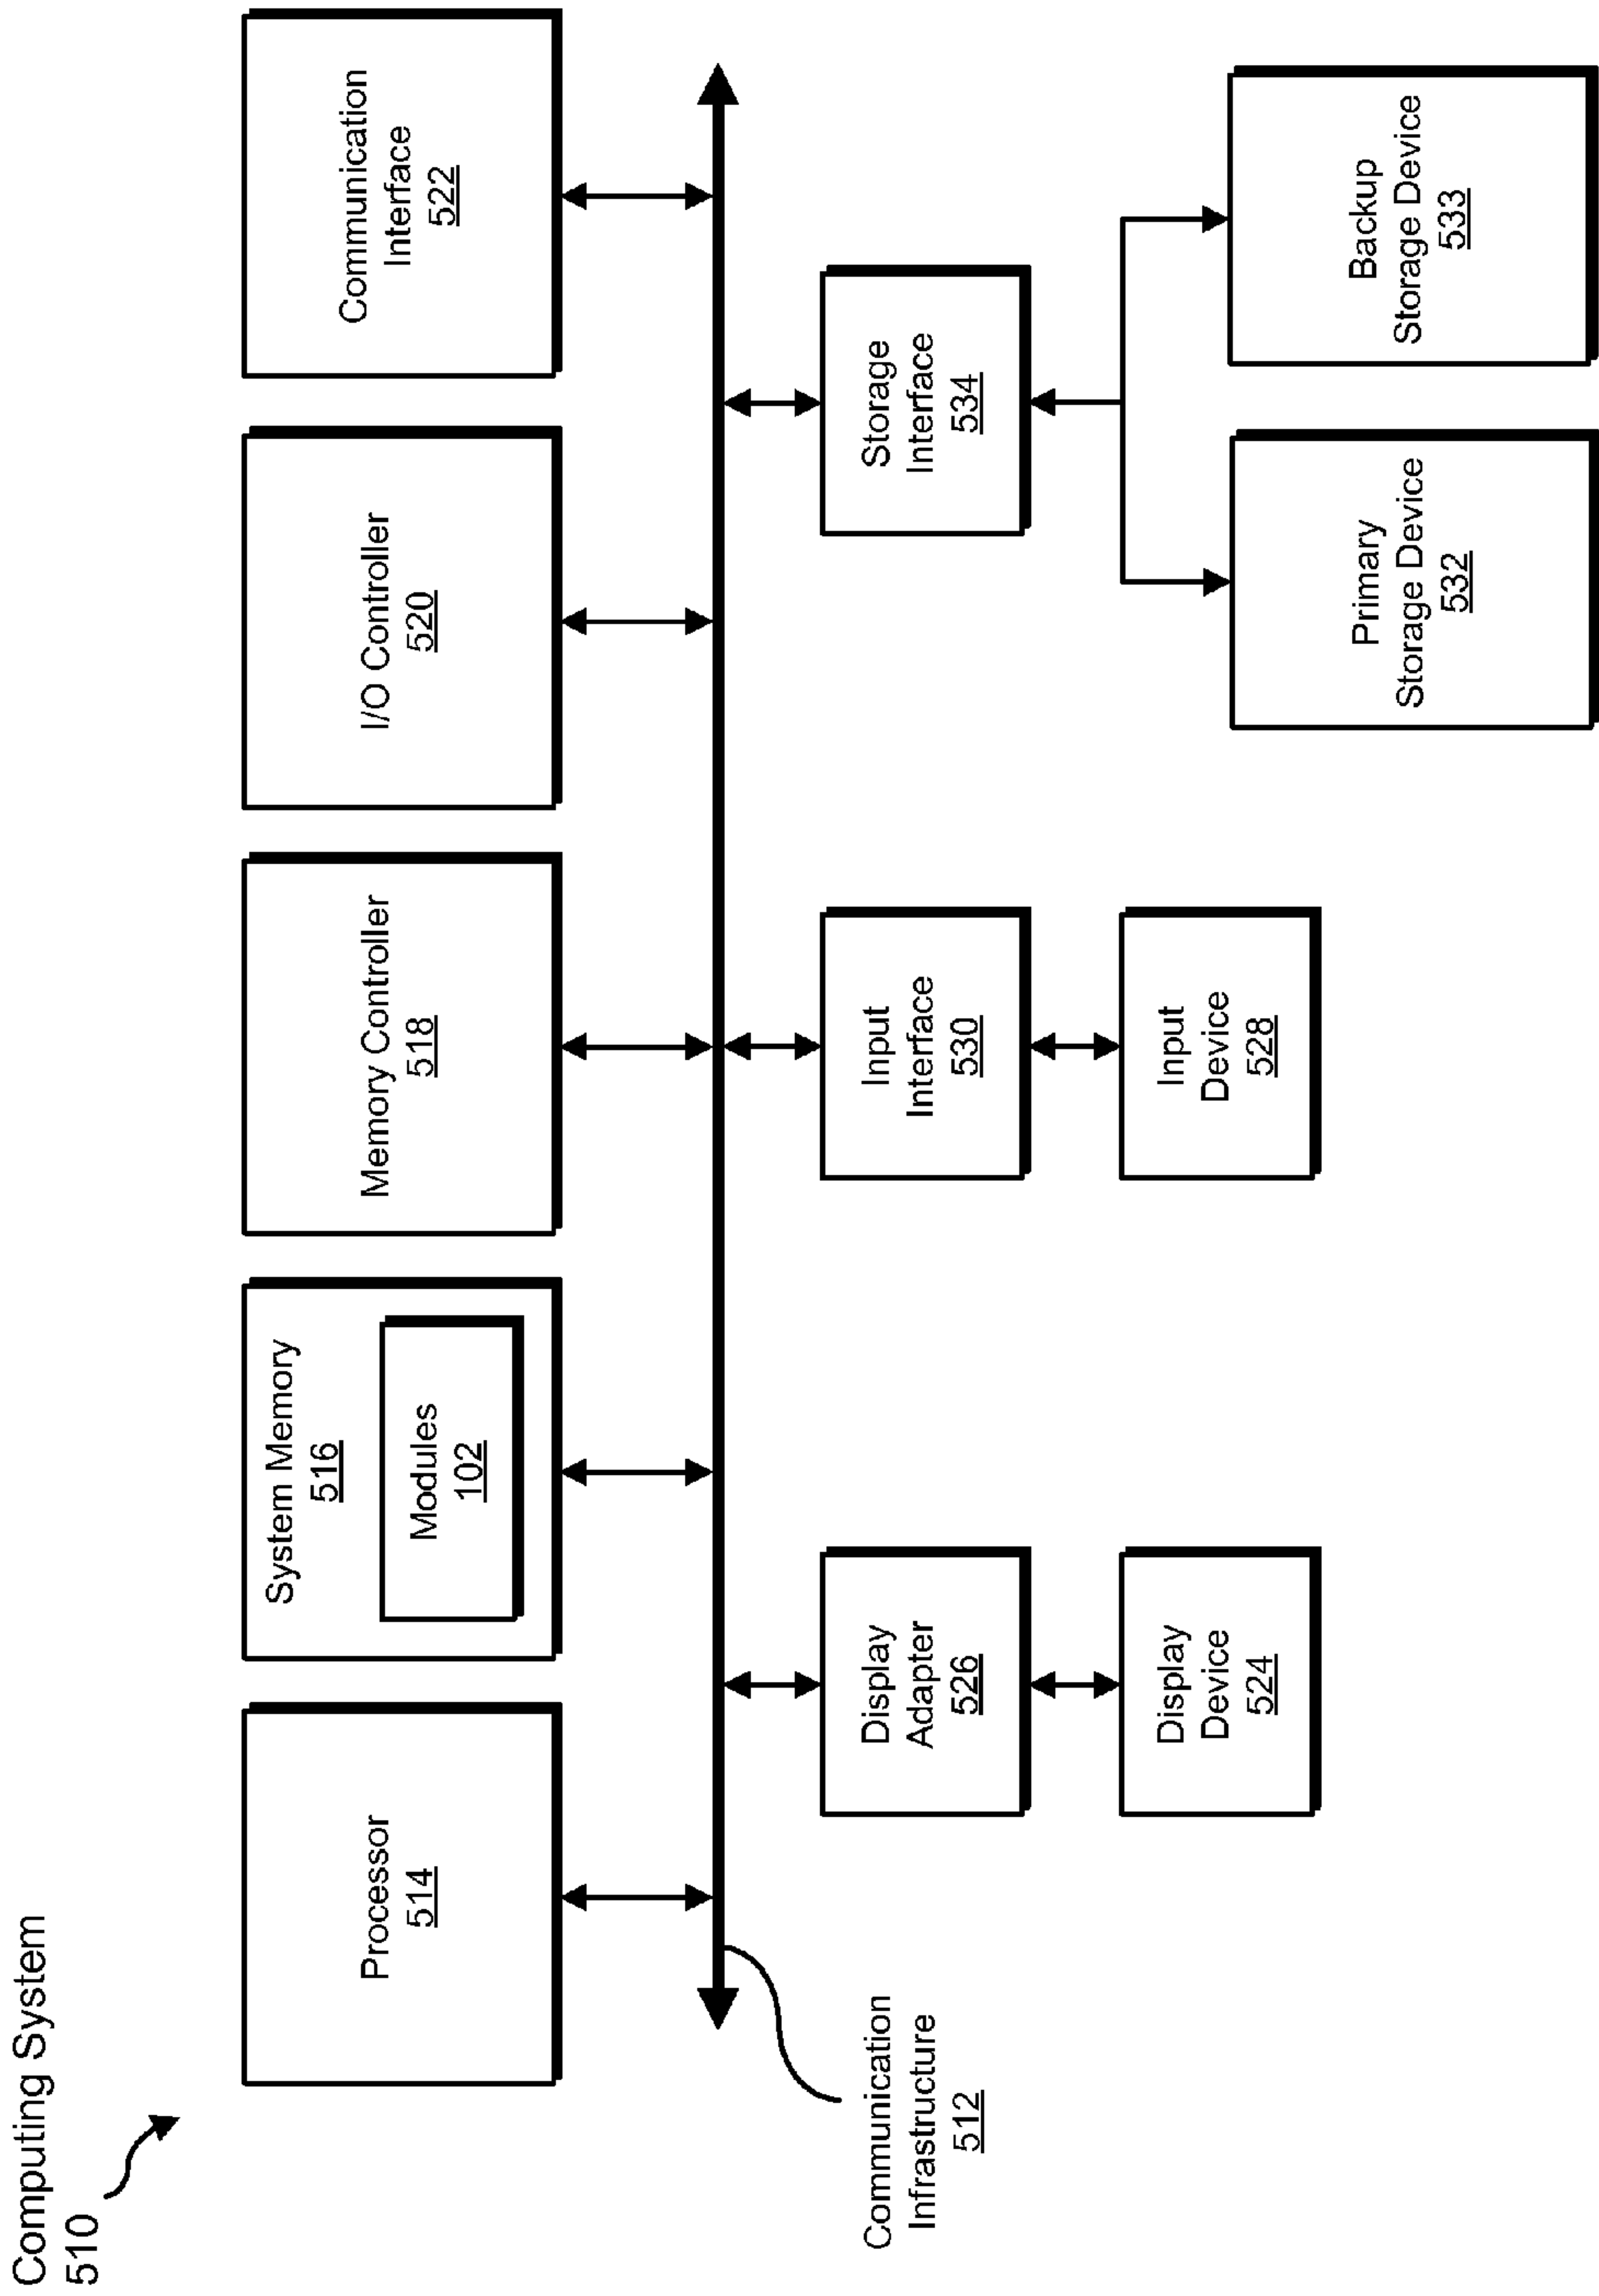 Computing System
510
Processor
514
System Memory
516
Modules
102
Memory Controller
518
I/O Controller
520
Communication
Interface
522
Communication
Infrastructure
512
Display
Adapter
526
Input
Interface
530
Storage
Interface
534
Display
Device
524
Input
Device
528
Primary
Storage Device
532
Backup
Storage Device
533